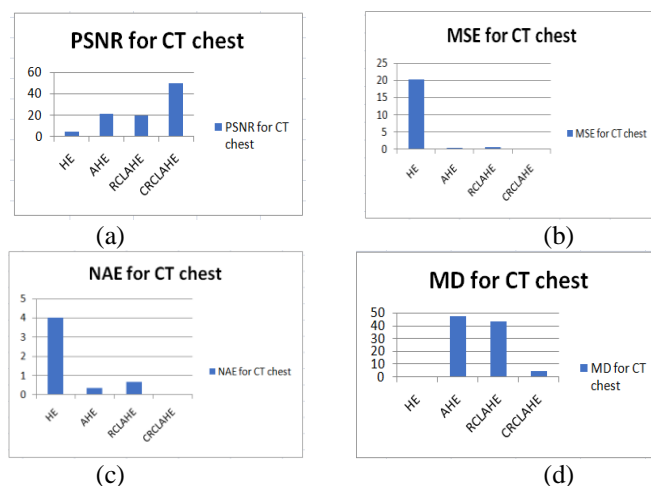 PSNR for CT chest
60
40
20
0
HE
AHE
RCLAHE
CRCLAHE
PSNR for CT
chest
(a)
MSE for CT chest
25
20
15
10
5
0
HE
AHE
RCLAHE
CRCLAHE
MSE for CT chest
(b)
NAE for CT chest
5
4
3
2
1
0
HE
AHE
RCLAHE
CRCLAHE
NAE for CT chest
(c)
MD for CT chest
50
40
30
20
10
0
HE
AHE
RCLAHE
CRCLAHE
MD for CT
chest
(d)